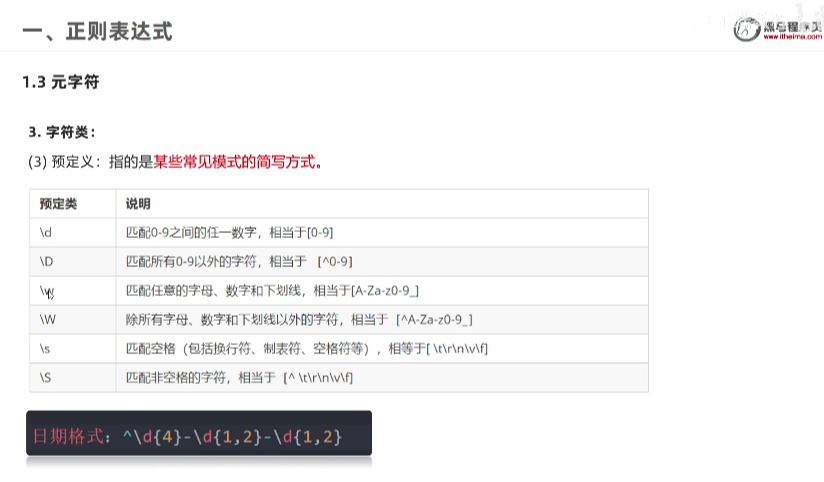 一、正则表达式
黑马程序员
www.itheima.com
1.3 元字符
3. 字符类：
(3) 预定义：指的是某些常见模式的简写方式。
预定类 说明
\d 匹配0-9之间的任一数字，相当于[0-9]
\D 匹配所有0-9以外的字符，相当于 [^0-9]
\w 匹配任意的字母、数字和下划线，相当于[A-Za-z0-9_]
\W 除所有字母、数字和下划线以外的字符，相当于 [^A-Za-z0-9_]
\s 匹配空格（包括换行符、制表符、空格符等），相等于[ \t\r\n\v\f]
\S 匹配非空格的字符，相当于 [^ \t\r\n\v\f]
日期格式：^\d{4}-\d{1,2}-\d{1,2}